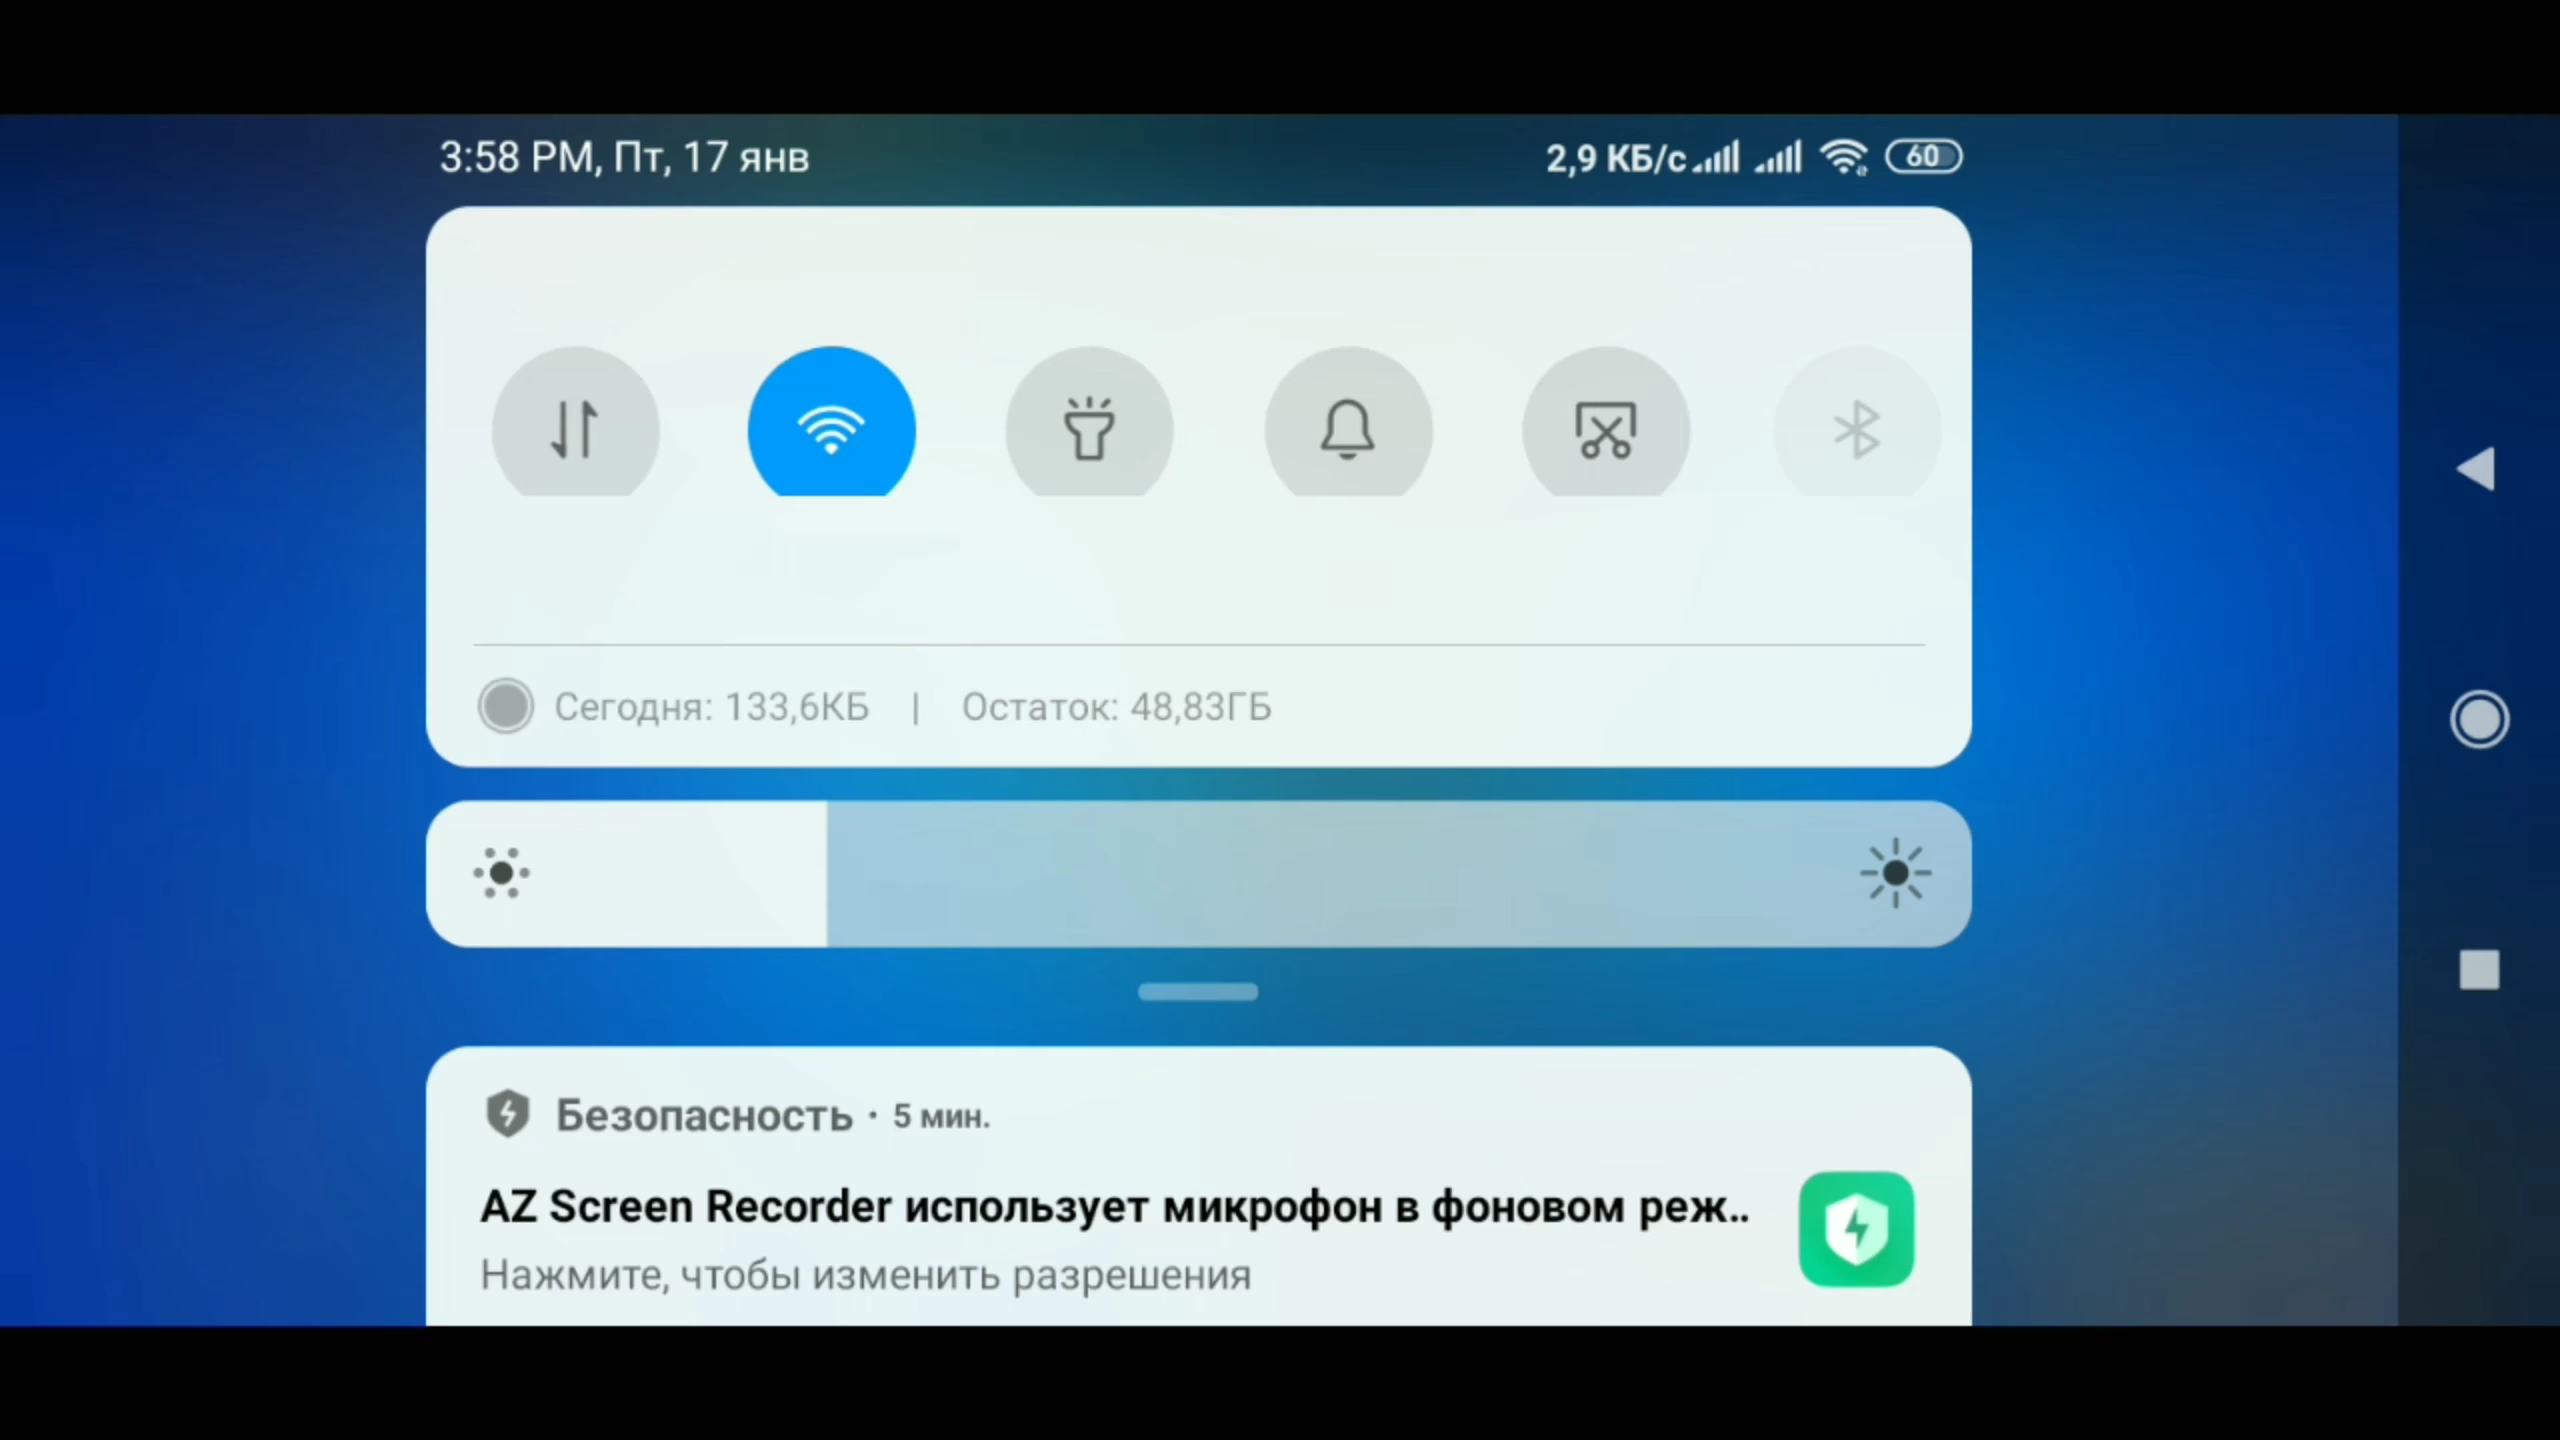 3:58 PM, Пт, 17 янв
2,9 КБ/с 60
Сегодня: 133,6КБ | Остаток: 48,83ГБ
Безопасность · 5 мин.
AZ Screen Recorder использует микрофон в фоновом реж..
Нажмите, чтобы изменить разрешения